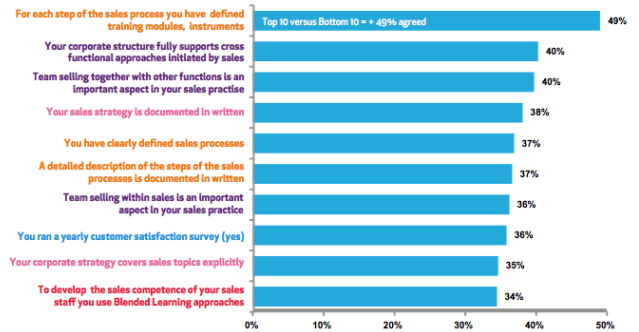 For each step of the sales process you have defined
training modules, instruments
Top 10 versus Bottom 10 = + 49% agreed
49%
Your corporate structure fully supports cross
functional approaches initiated by sales
40%
Team selling together with other functions is an
important aspect in your sales practise
40%
Your sales strategy is documented in written
38%
You have clearly defined sales processes
37%
A detailed description of the steps of the sales
processes is documented in written
37%
Team selling within sales is an important
aspect in your sales practice
36%
You ran a yearly customer satisfaction survey (yes)
36%
Your corporate strategy covers sales topics explicitly
35%
To develop the sales competence of your sales
staff you use Blended Learning approaches
34%
0% 10% 20% 30% 40% 50%